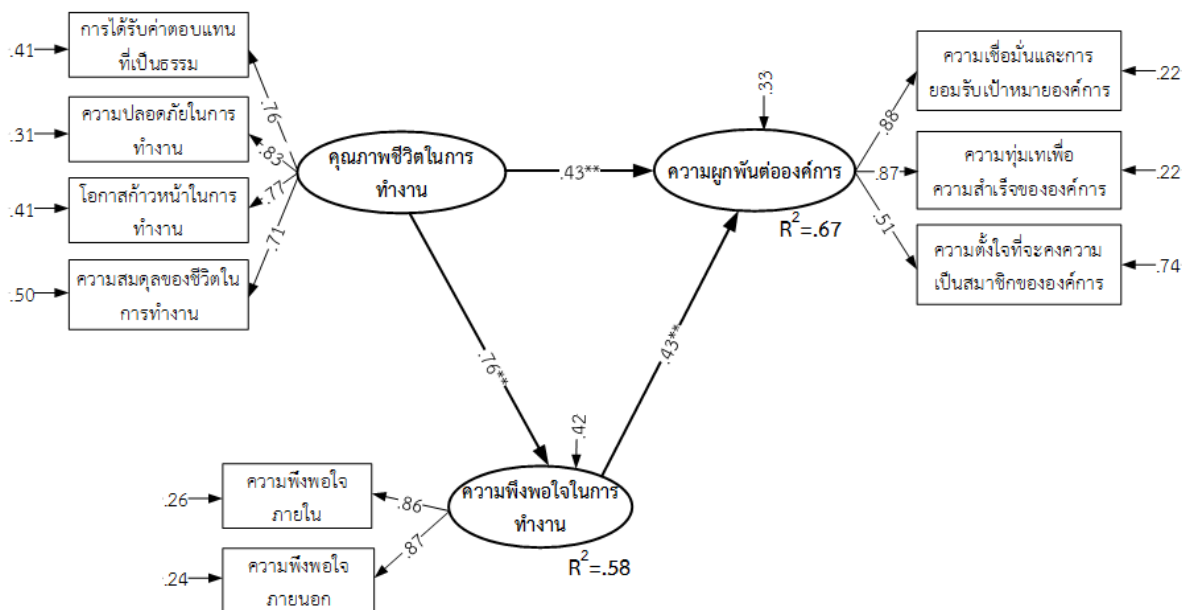 .41
การได้รับค่าตอบแทน
ที่เป็นธรรม
.76
.31
ความปลอดภัยในการ
ทำงาน
.83
.41
โอกาสก้าวหน้าในการ
ทำงาน
.77
.50
ความสมดุลของชีวิตใน
การทำงาน
.71
คุณภาพชีวิตในการ
ทำงาน
.43**
.33
ความผูกพันต่อองค์การ
R²=.67
.88
ความเชื่อมั่นและการ
ยอมรับเป้าหมายองค์การ
.22
.87
ความทุ่มเทเพื่อ
ความสำเร็จขององค์การ
.22
.51
ความตั้งใจที่จะคงความ
เป็นสมาชิกขององค์การ
.74
.76**
.43**
.42
ความพึงพอใจในการ
ทำงาน
R²=.58
.26
ความพึงพอใจ
ภายใน
.86
.24
ความพึงพอใจ
ภายนอก
.87